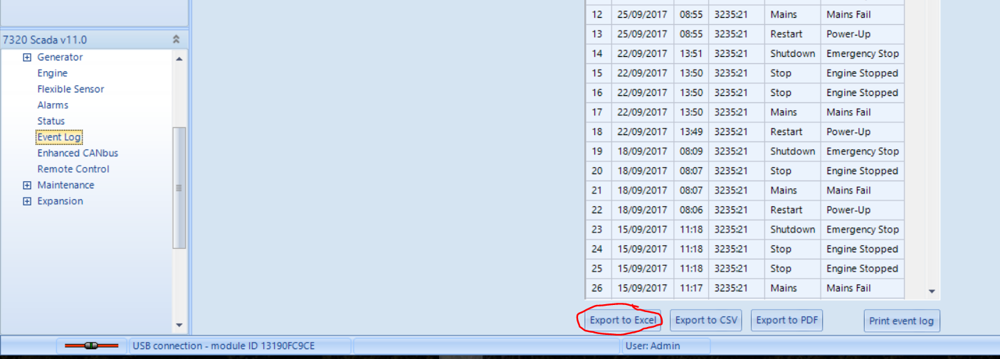 7320 Scada v11.0
Generator
Engine
Flexible Sensor
Alarms
Status
Event Log
Enhanced CANbus
Remote Control
Maintenance
Expansion
12 25/09/2017 08:55 3235:21 Mains Mains Fail
13 25/09/2017 08:55 3235:21 Restart Power-Up
14 22/09/2017 13:51 3235:21 Shutdown Emergency Stop
15 22/09/2017 13:50 3235:21 Stop Engine Stopped
16 22/09/2017 13:50 3235:21 Stop Engine Stopped
17 22/09/2017 13:50 3235:21 Mains Mains Fail
18 22/09/2017 13:49 3235:21 Restart Power-Up
19 18/09/2017 08:09 3235:21 Shutdown Emergency Stop
20 18/09/2017 08:07 3235:21 Stop Engine Stopped
21 18/09/2017 08:07 3235:21 Mains Mains Fail
22 18/09/2017 08:06 3235:21 Restart Power-Up
23 15/09/2017 11:18 3235:21 Shutdown Emergency Stop
24 15/09/2017 11:18 3235:21 Stop Engine Stopped
25 15/09/2017 11:18 3235:21 Stop Engine Stopped
26 15/09/2017 11:17 3235:21 Mains Mains Fail
Export to Excel Export to CSV Export to PDF Print event log
USB connection - module ID 13190FC9CE User: Admin